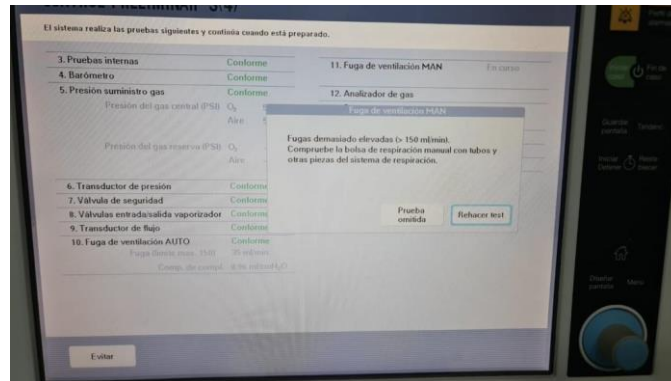 El sistema realiza las pruebas siguientes y continúa cuando está preparado.
3. Pruebas internas Conforme
4. Barómetro Conforme
5. Presión suministro gas Conforme
Presión del gas central (PSI) O₂
Aire
Presión del gas reserva (PSI) O₂
Aire
6. Transductor de presión Conforme
7. Válvula de seguridad Conforme
8. Válvulas entrada/salida vaporizador Conforme
9. Transductor de flujo Conforme
10. Fuga de ventilación AUTO Conforme
11. Fuga de ventilación MAN En curso
12. Analizador de gas
Fuga de ventilación MAN
Fugas demasiado elevadas (> 150 ml/min).
Compruebe la bolsa de respiración manual con tubos y
otras piezas del sistema de respiración.
Prueba
omitida
Rehacer test
Evitar
Guardar
pantalla
Diseñar
pantalla
Menú